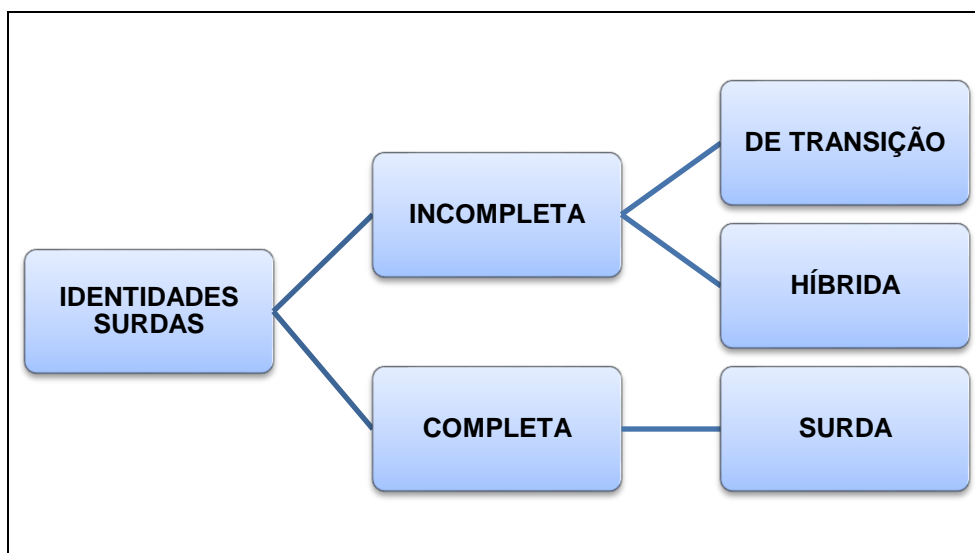 IDENTIDADES
SURDAS
INCOMPLETA
DE TRANSIÇÃO
HÍBRIDA
COMPLETA
SURDA